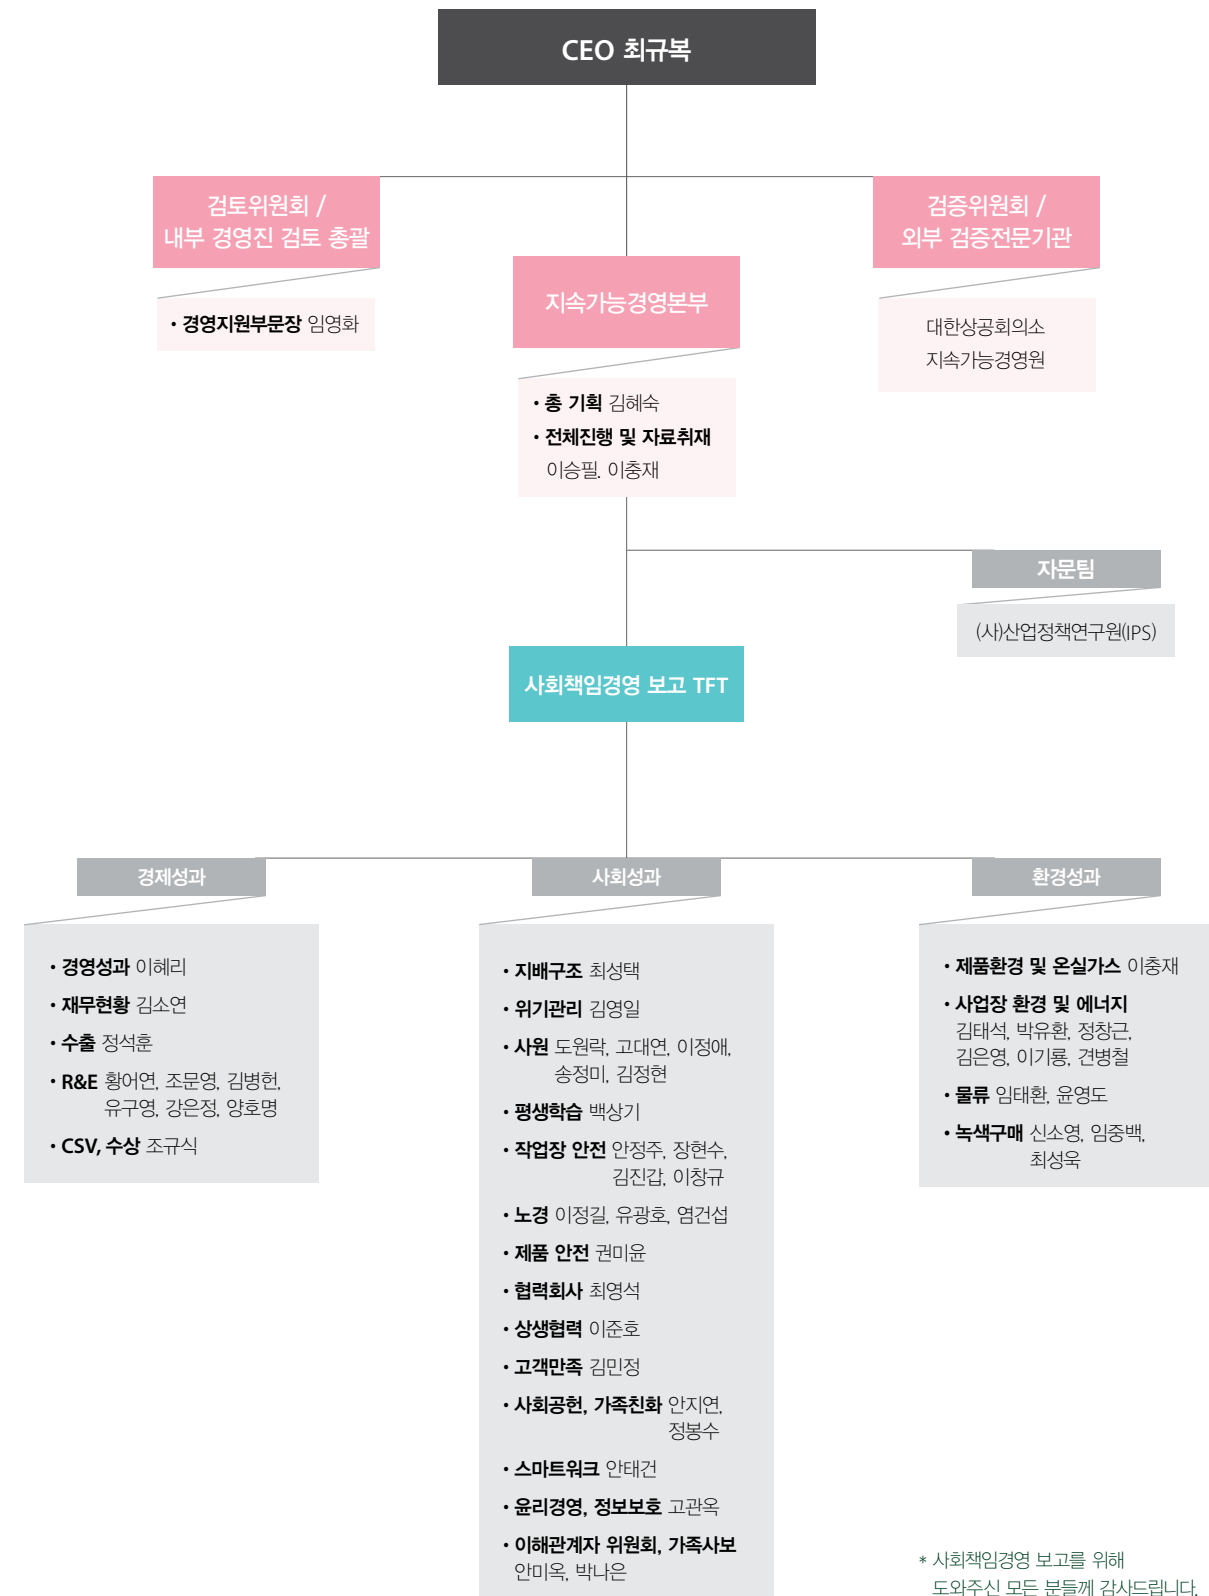 CEO 최규복
검토위원회 /
내부 경영진 검토 총괄
• 경영지원부문장 임영화
지속가능경영본부
• 총 기획 김혜숙
• 전체진행 및 자료취재
이승필. 이충재
검증위원회 /
외부 검증전문기관
대한상공회의소
지속가능경영원
자문팀
(사)산업정책연구원(IPS)
사회책임경영 보고 TFT
경제성과
• 경영성과 이혜리
• 재무현황 김소연
• 수출 정석훈
• R&E 황어연, 조문영, 김병헌,
유구영, 강은정, 양호명
• CSV, 수상 조규식
사회성과
• 지배구조 최성택
• 위기관리 김영일
• 사원 도원락, 고대연, 이정애,
송정미, 김정현
• 평생학습 백상기
• 작업장 안전 안정주, 장현수,
김진갑, 이창규
• 노경 이정길, 유광호, 염건섭
• 제품 안전 권미윤
• 협력회사 최영석
• 상생협력 이준호
• 고객만족 김민정
• 사회공헌, 가족친화 안지연,
정봉수
• 스마트워크 안태건
• 윤리경영, 정보보호 고관옥
• 이해관계자 위원회, 가족사보
안미옥, 박나은
환경성과
• 제품환경 및 온실가스 이충재
• 사업장 환경 및 에너지
김태석, 박유환, 정창근,
김은영, 이기룡, 견병철
• 물류 임태환, 윤영도
• 녹색구매 신소영, 임중백,
최성욱
* 사회책임경영 보고를 위해
도와주신 모든 분들께 감사드립니다.